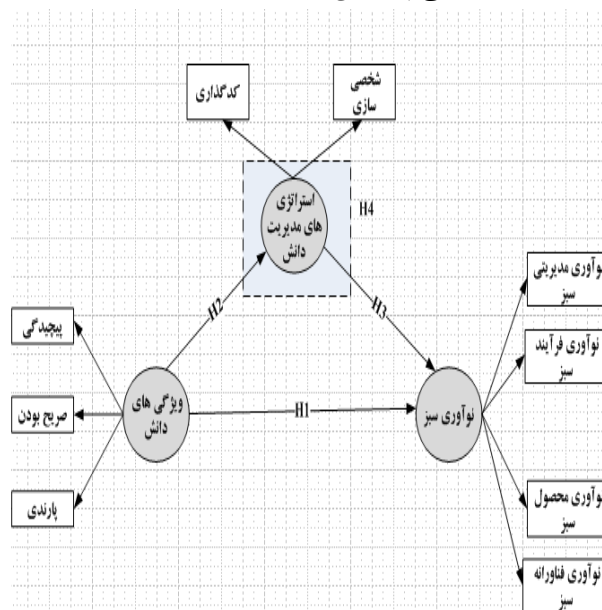 شخصی
سازی
کدگذاری
استراتژی
های مدیریت
دانش
H4
H2
H3
نوآوری مدیریتی
سبز
نوآوری فرآیند
سبز
پیچیدگی
صریح بودن
پارندی
ویژگی های
دانش
H1
نوآوری سبز
نوآوری محصول
سبز
نوآوری فناورانه
سبز